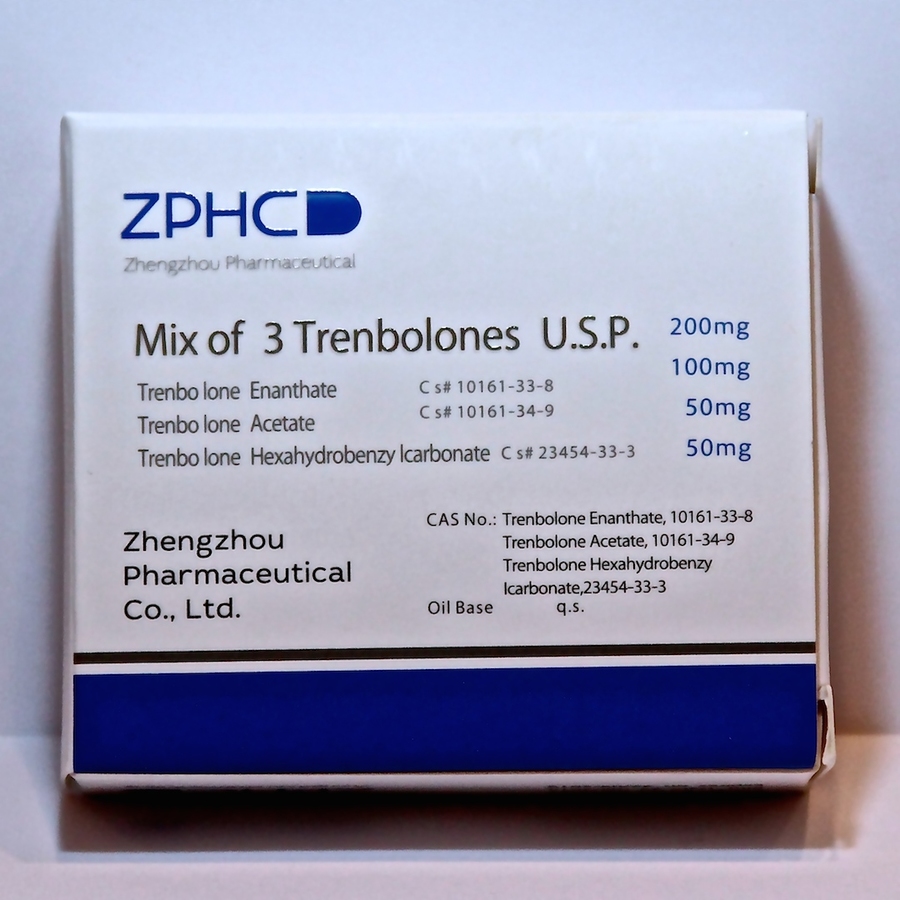 ZPHC
Zhengzhou Pharmaceutical
Mix of 3 Trenbolones U.S.P. 200mg
100mg
Trenbo lone Enanthate C s# 10161-33-8
50mg
Trenbo lone Acetate C s# 10161-34-9
50mg
Trenbo lone Hexahydrobenzy lcarbonate C s# 23454-33-3
Zhengzhou
Pharmaceutical
Co., Ltd.
CAS No.: Trenbolone Enanthate, 10161-33-8
Trenbolone Acetate, 10161-34-9
Trenbolone Hexahydrobenzy
lcarbonate,23454-33-3
Oil Base q.s.